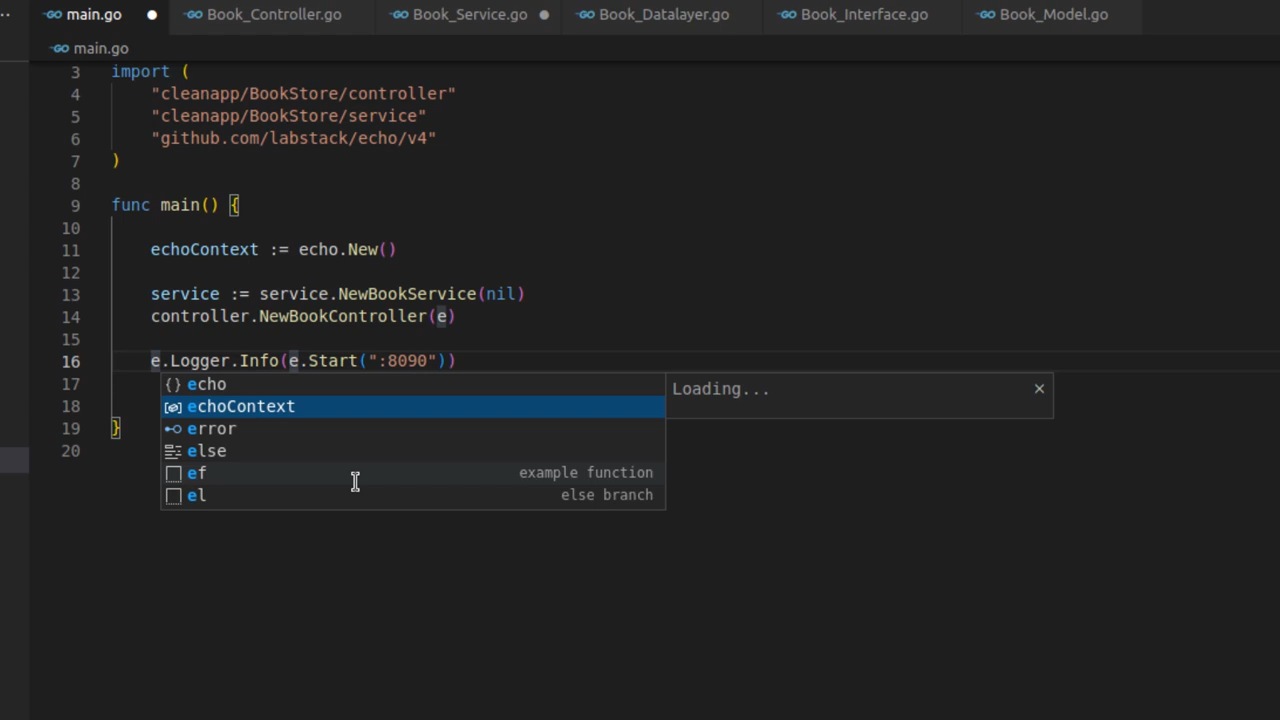 main.go Book_Controller.go Book_Service.go Book_Datalayer.go Book_Interface.go Book_Model.go
main.go
3 import (
4 "cleanapp/BookStore/controller"
5 "cleanapp/BookStore/service"
6 "github.com/labstack/echo/v4"
7 )
8
9 func main() {
10
11 echoContext := echo.New()
12
13 service := service.NewBookService(nil)
14 controller.NewBookController(e)
15
16 e.Logger.Info(e.Start(":8090"))
17 {} echo Loading... ×
18 echoContext
19 } error
20 else
ef example function
el else branch